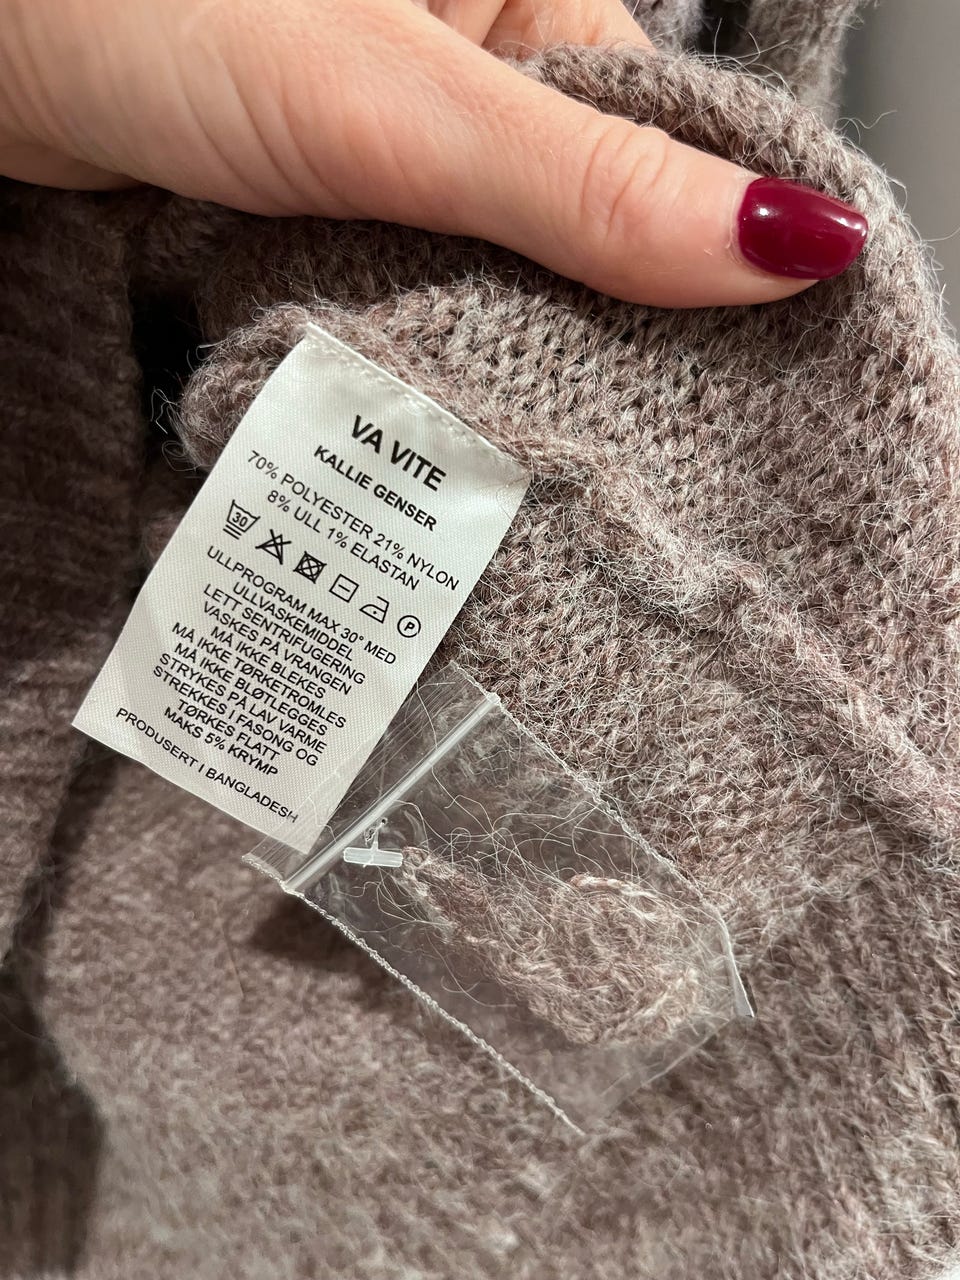 VA VITE
KALLIE GENSER
70% POLYESTER 21% NYLON
8% ULL 1% ELASTAN
30 P
ULLPROGRAM MAX 30° MED
ULLVASKEMIDDEL
LETT SENTRIFUGERING
VASKES PÅ VRANGEN
MÅ IKKE BLEKES
MÅ IKKE TØRKETROMLES
MÅ IKKE BLØTLEGGES
STRYKES PÅ LAV VARME
STREKKES I FASONG OG
TØRKES FLATT
MAKS 5% KRYMP
PRODUSERT I BANGLADESH